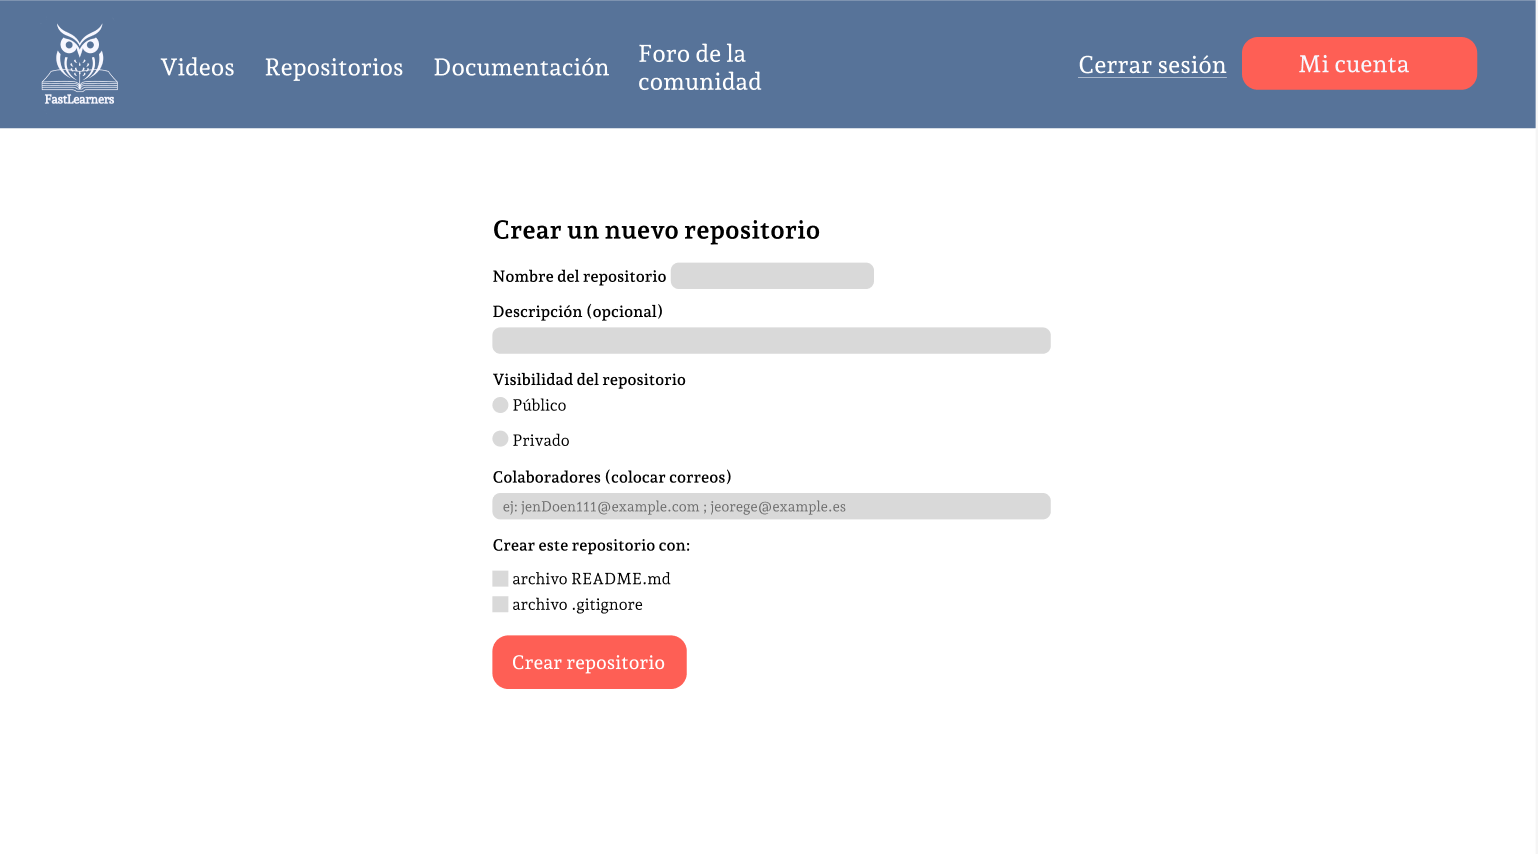 FastLearners
Videos
Repositorios
Documentación
Foro de la
comunidad
Cerrar sesión
Mi cuenta
Crear un nuevo repositorio
Nombre del repositorio
Descripción (opcional)
Visibilidad del repositorio
Público
Privado
Colaboradores (colocar correos)
ej: jenDoen111@example.com ; jeorege@example.es
Crear este repositorio con:
archivo README.md
archivo .gitignore
Crear repositorio